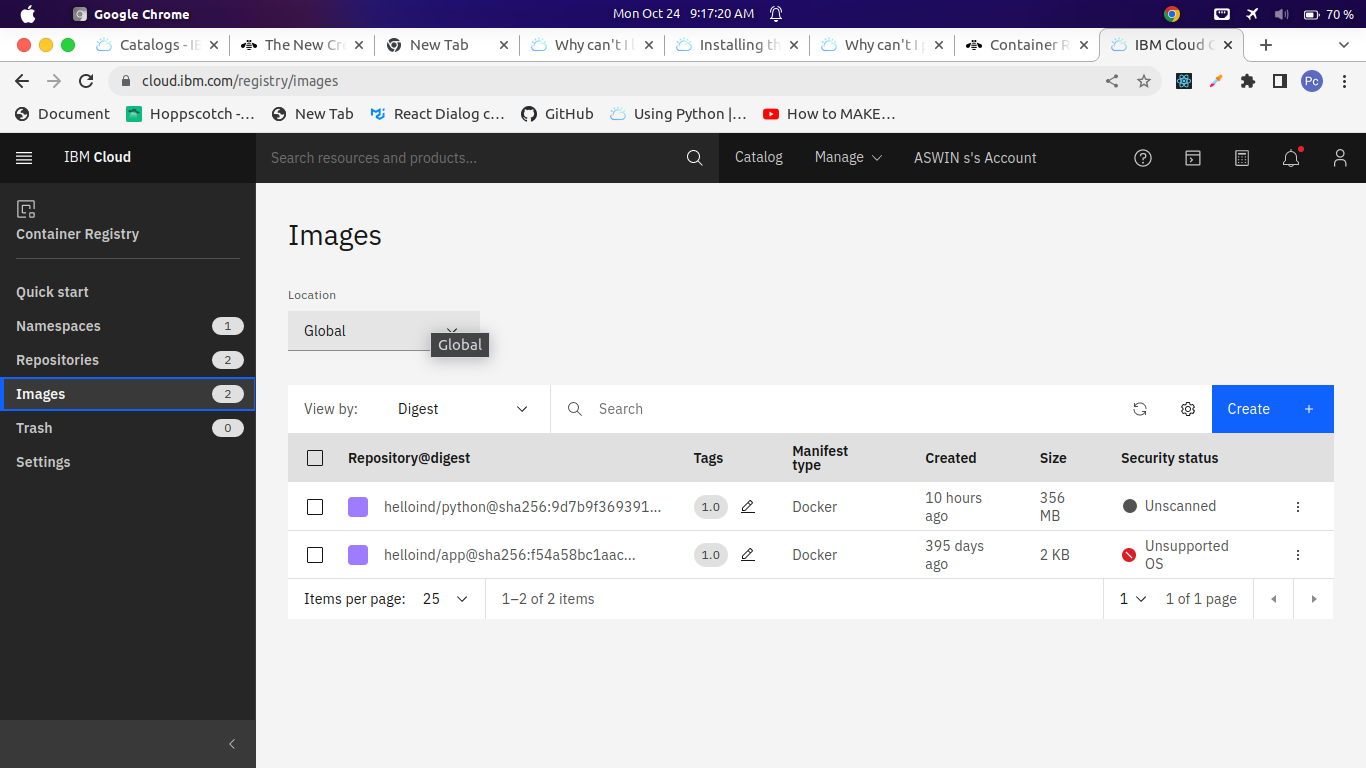 Google Chrome
Mon Oct 24 9:17:20 AM
70 %
Catalogs - IB
The New Cr
New Tab
Why can't I
Installing th
Why can't I p
Container R
IBM Cloud C
cloud.ibm.com/registry/images
Pc
Document
Hoppscotch -...
New Tab
React Dialog c...
GitHub
Using Python |...
How to MAKE...
IBM Cloud
Search resources and products...
Catalog
Manage
ASWIN s's Account
Container Registry
Quick start
Namespaces 1
Repositories 2
Images 2
Trash 0
Settings
Images
Location
Global
Global
View by: Digest
Search
Create +
Repository@digest Tags Manifest type Created Size Security status
helloind/python@sha256:9d7b9f369391... 1.0 Docker 10 hours ago 356 MB Unscanned
helloind/app@sha256:f54a58bc1aac... 1.0 Docker 395 days ago 2 KB Unsupported OS
Items per page: 25 1–2 of 2 items 1 1 of 1 page